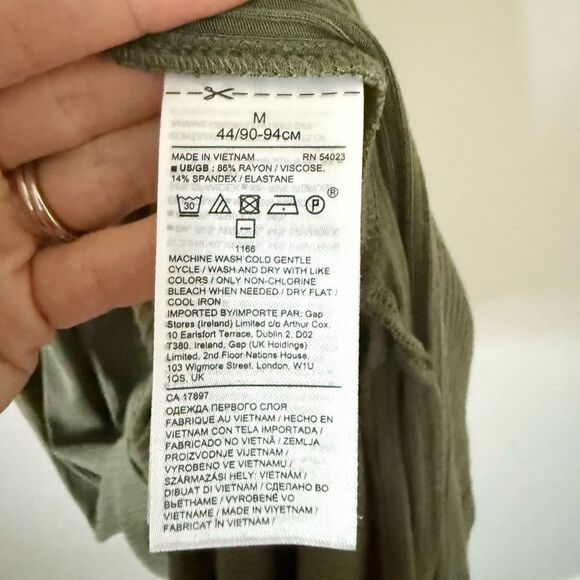 M
44/90-94CM
MADE IN VIETNAM RN 54023
■ US/GB : 86% RAYON / VISCOSE,
14% SPANDEX / ELASTANE
30 P ®
1166
MACHINE WASH COLD GENTLE
CYCLE / WASH AND DRY WITH LIKE
COLORS / ONLY NON-CHLORINE
BLEACH WHEN NEEDED / DRY FLAT /
COOL IRON
IMPORTED BY/IMPORTE PAR: Gap
Stores (Ireland) Limited c/o Arthur Cox,
10 Earlsfort Terrace, Dublin 2, D02
T380, Ireland, Gap (UK Holdings)
Limited, 2nd Floor Nations House,
103 Wigmore Street, London, W1U
1QS, UK
CA 17897
ОДЕЖДА ПЕРВОГО СЛОЯ
FABRIQUE AU VIETNAM / HECHO EN
VIETNAM CON TELA IMPORTADA /
FABRICADO NO VIETNÃ / ZEMLJA
PROIZVODNJE VIJETNAM /
VYROBENO VE VIETNAMU /
SZÁRMAZÁSI HELY: VIETNÁM /
DIBUAT DI VIETNAM / СДЕЛАНО ВО
ВЬЕТНАМЕ / VYROBENÉ VO
VIETNAME / MADE IN VIYETNAM /
FABRICAT ÎN VIETNAM /